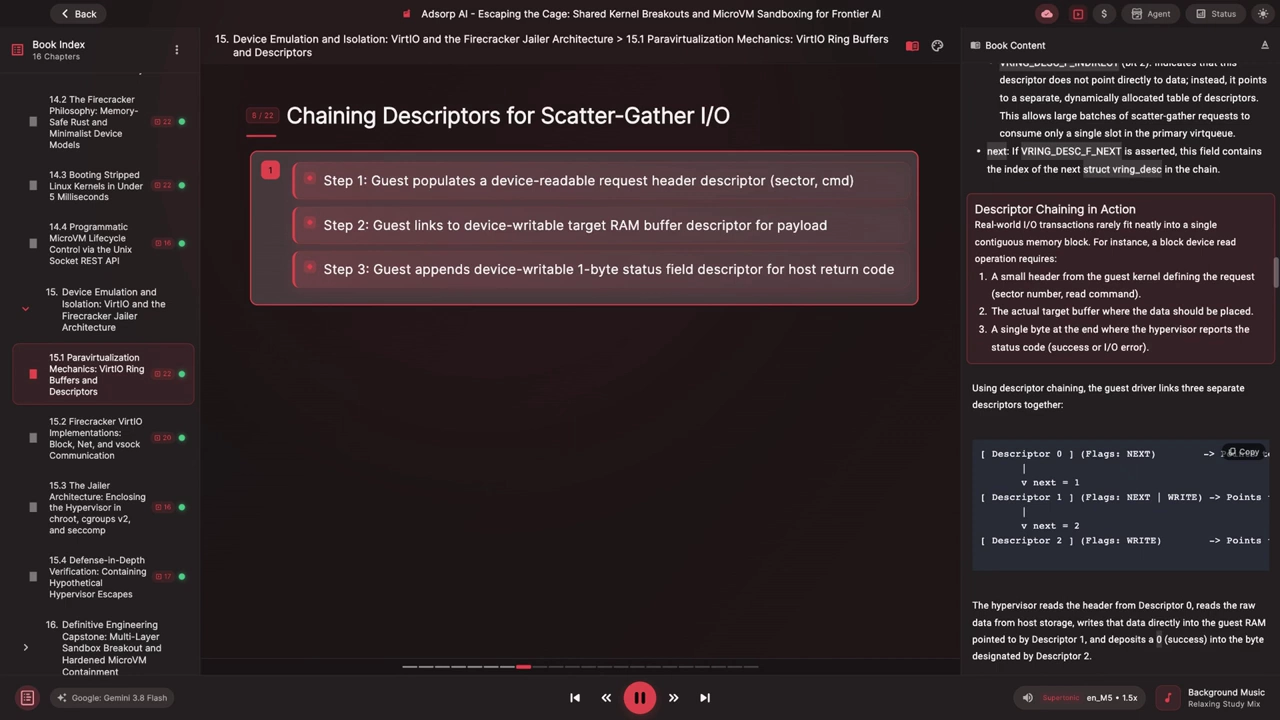 Back
Adsorp AI - Escaping the Cage: Shared Kernel Breakouts and MicroVM Sandboxing for Frontier AI
$
Agent
Status
Book Index
16 Chapters
14.2 The Firecracker
Philosophy: Memory-
Safe Rust and
Minimalist Device
Models
22
14.3 Booting Stripped
Linux Kernels in Under
5 Milliseconds
22
14.4 Programmatic
MicroVM Lifecycle
Control via the Unix
Socket REST API
16
15. Device Emulation and
Isolation: VirtIO and the
Firecracker Jailer
Architecture
15.1 Paravirtualization
Mechanics: VirtIO Ring
Buffers and
Descriptors
22
15.2 Firecracker VirtIO
Implementations:
Block, Net, and vsock
Communication
20
15.3 The Jailer
Architecture: Enclosing
the Hypervisor in
chroot, cgroups v2,
and seccomp
16
15.4 Defense-in-Depth
Verification: Containing
Hypothetical
Hypervisor Escapes
17
16. Definitive Engineering
Capstone: Multi-Layer
Sandbox Breakout and
Hardened MicroVM
Containment
15. Device Emulation and Isolation: VirtIO and the Firecracker Jailer Architecture > 15.1 Paravirtualization Mechanics: VirtIO Ring Buffers
and Descriptors
8 / 22
Chaining Descriptors for Scatter-Gather I/O
1
Step 1: Guest populates a device-readable request header descriptor (sector, cmd)
Step 2: Guest links to device-writable target RAM buffer descriptor for payload
Step 3: Guest appends device-writable 1-byte status field descriptor for host return code
Book Content
VRING_DESC_F_INDIRECT (bit 2): Indicates that this
descriptor does not point directly to data; instead, it points
to a separate, dynamically allocated table of descriptors.
This allows large batches of scatter-gather requests to
consume only a single slot in the primary virtqueue.
• next: If VRING_DESC_F_NEXT is asserted, this field contains
the index of the next struct vring_desc in the chain.
Descriptor Chaining in Action
Real-world I/O transactions rarely fit neatly into a single
contiguous memory block. For instance, a block device read
operation requires:
1. A small header from the guest kernel defining the request
(sector number, read command).
2. The actual target buffer where the data should be placed.
3. A single byte at the end where the hypervisor reports the
status code (success or I/O error).
Using descriptor chaining, the guest driver links three separate
descriptors together:
Copy
[ Descriptor 0 ] (Flags: NEXT) ->
|
v next = 1
[ Descriptor 1 ] (Flags: NEXT | WRITE) -> Points
|
v next = 2
[ Descriptor 2 ] (Flags: WRITE) -> Points
The hypervisor reads the header from Descriptor 0, reads the raw
data from host storage, writes that data directly into the guest RAM
pointed to by Descriptor 1, and deposits a 0 (success) into the byte
designated by Descriptor 2.
Google: Gemini 3.8 Flash
Supertonic en_M5 • 1.5x
Background Music
Relaxing Study Mix